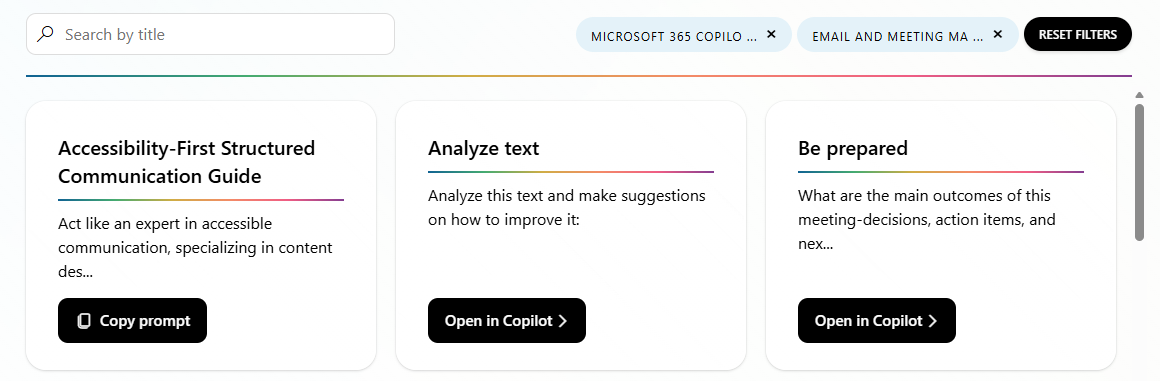 Search by title
MICROSOFT 365 COPILO ... ✕
EMAIL AND MEETING MA ... ✕
RESET FILTERS
Accessibility-First Structured
Communication Guide
Act like an expert in accessible
communication, specializing in content
des...
Copy prompt
Analyze text
Analyze this text and make suggestions
on how to improve it:
Open in Copilot >
Be prepared
What are the main outcomes of this
meeting-decisions, action items, and
nex...
Open in Copilot >